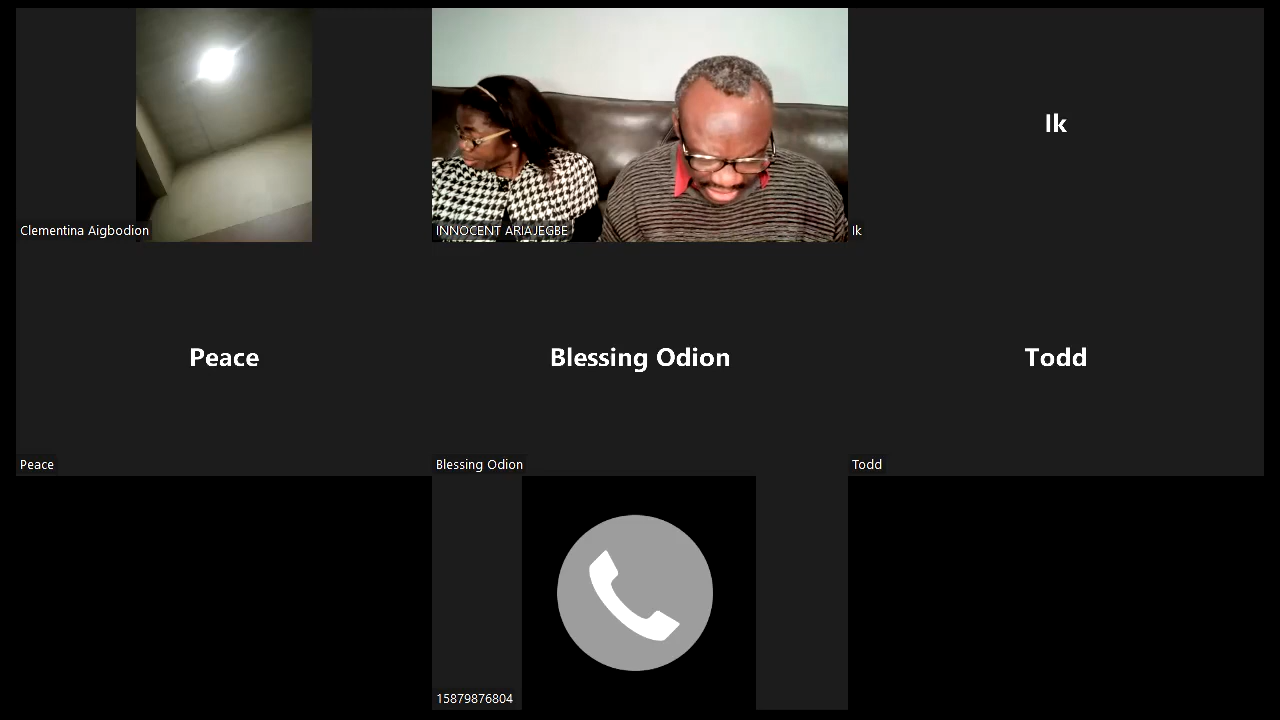 Ik
Clementina Aigbodion
INNOCENT ARIAJEGBE
Ik
Peace
Blessing Odion
Todd
Peace
Blessing Odion
Todd
15879876804